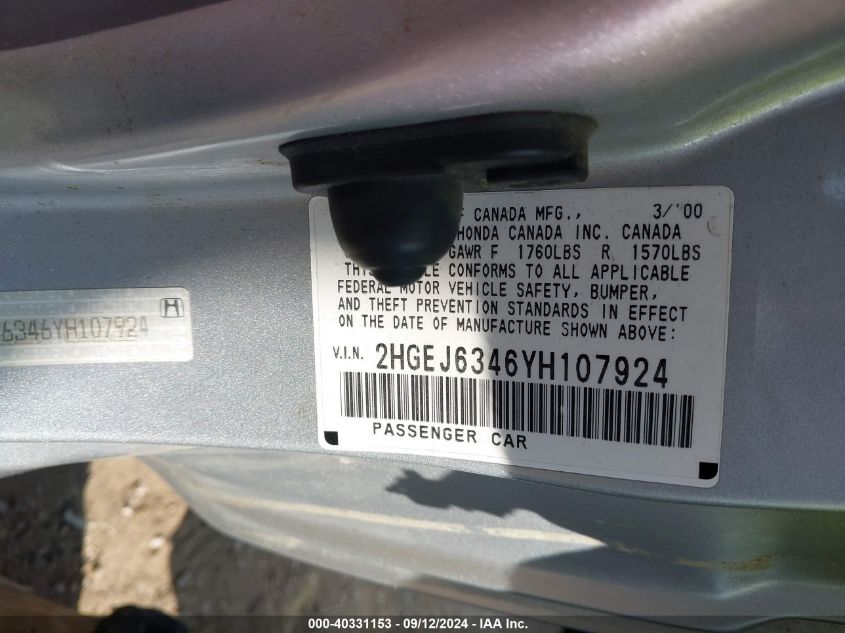 F CANADA MFG., 3/'00
HONDA CANADA INC. CANADA
GAWR F 1760LBS R 1570LBS
CONFORMS TO ALL APPLICABLE
FEDERAL MOTOR VEHICLE SAFETY, BUMPER,
AND THEFT PREVENTION STANDARDS IN EFFECT
ON THE DATE OF MANUFACTURE SHOWN ABOVE:
6346YH107924
V.I.N. 2HGEJ6346YH107924
PASSENGER CAR
000-40331153 - 09/12/2024 - © IAA, Inc.